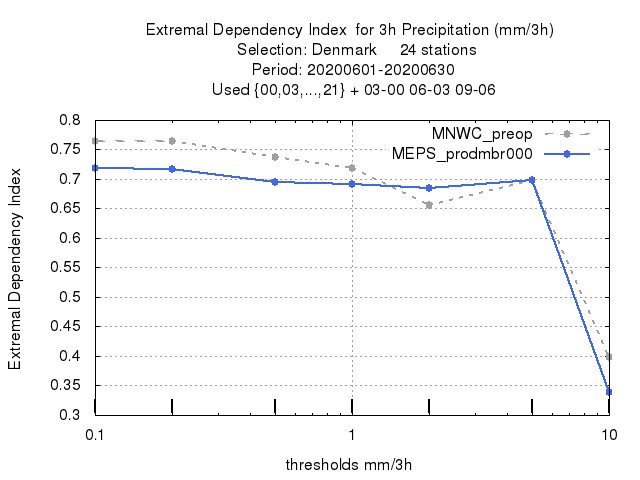 Extremal Dependency Index  for 3h Precipitation (mm/3h)
Selection: Denmark     24 stations
Period: 20200601-20200630
Used {00,03,...,21} + 03-00 06-03 09-06
MNWC_preop
MEPS_prodmbr000
Extremal Dependency Index
0.8
0.75
0.7
0.65
0.6
0.55
0.5
0.45
0.4
0.35
0.3
0.1
1
10
thresholds mm/3h